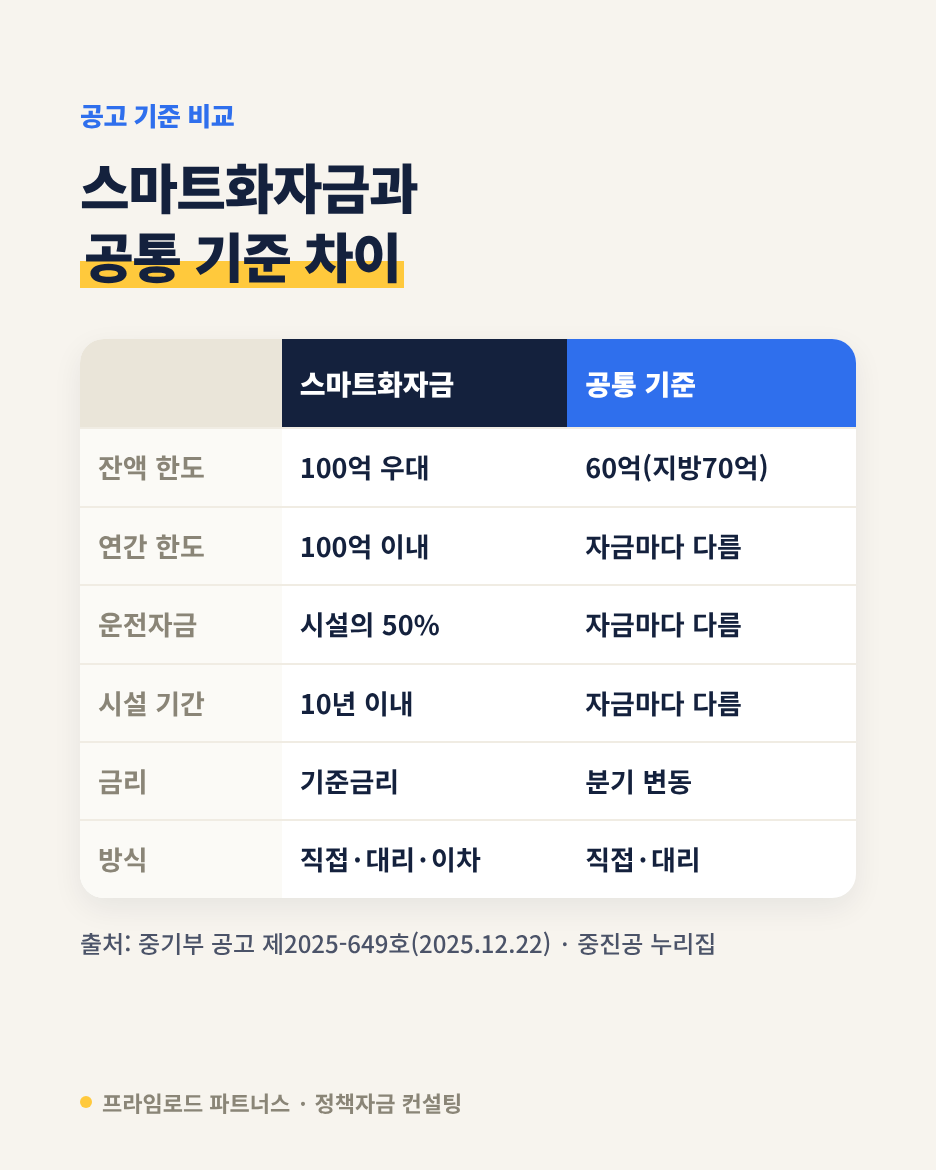 공고 기준 비교
스마트화자금과
공통 기준 차이
스마트화자금 공통 기준
잔액 한도 100억 우대 60억(지방70억)
연간 한도 100억 이내 자금마다 다름
운전자금 시설의 50% 자금마다 다름
시설 기간 10년 이내 자금마다 다름
금리 기준금리 분기 변동
방식 직접·대리·이차 직접·대리
출처: 중기부 공고 제2025-649호(2025.12.22) · 중진공 누리집
프라임로드 파트너스 · 정책자금 컨설팅